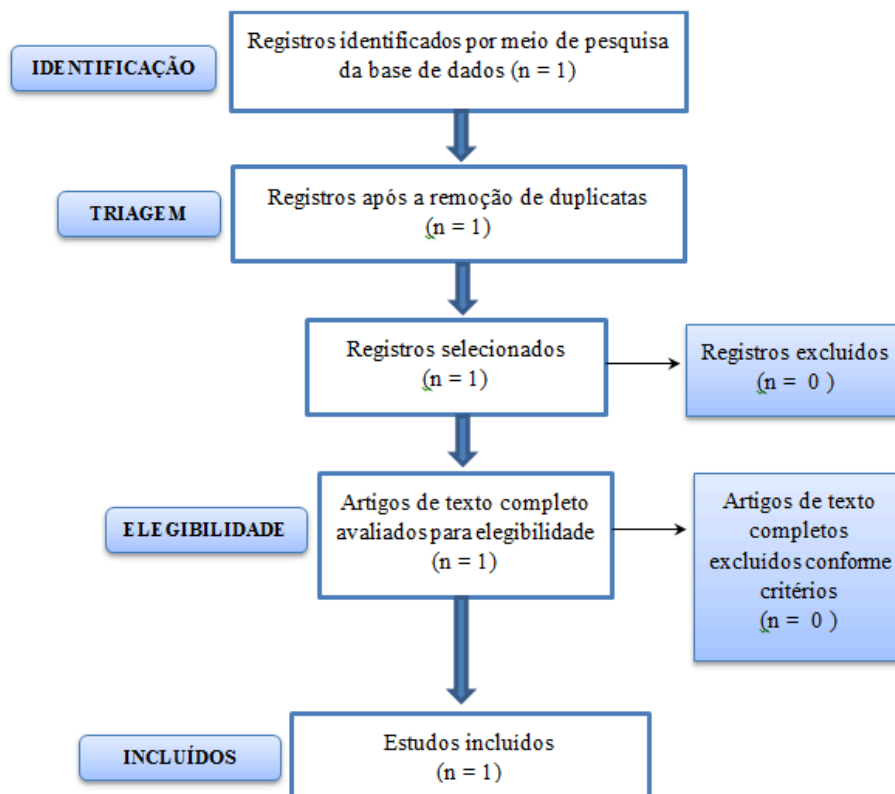 IDENTIFICAÇÃO
Registros identificados por meio de pesquisa
da base de dados (n = 1)
TRIAGEM
Registros após a remoção de duplicatas
(n = 1)
Registros selecionados
(n = 1)
Registros excluídos
(n = 0 )
ELEGIBILIDADE
Artigos de texto completo
avaliados para elegibilidade
(n = 1)
Artigos de texto
completos
excluídos conforme
critérios
(n = 0 )
INCLUÍDOS
Estudos incluídos
(n = 1)